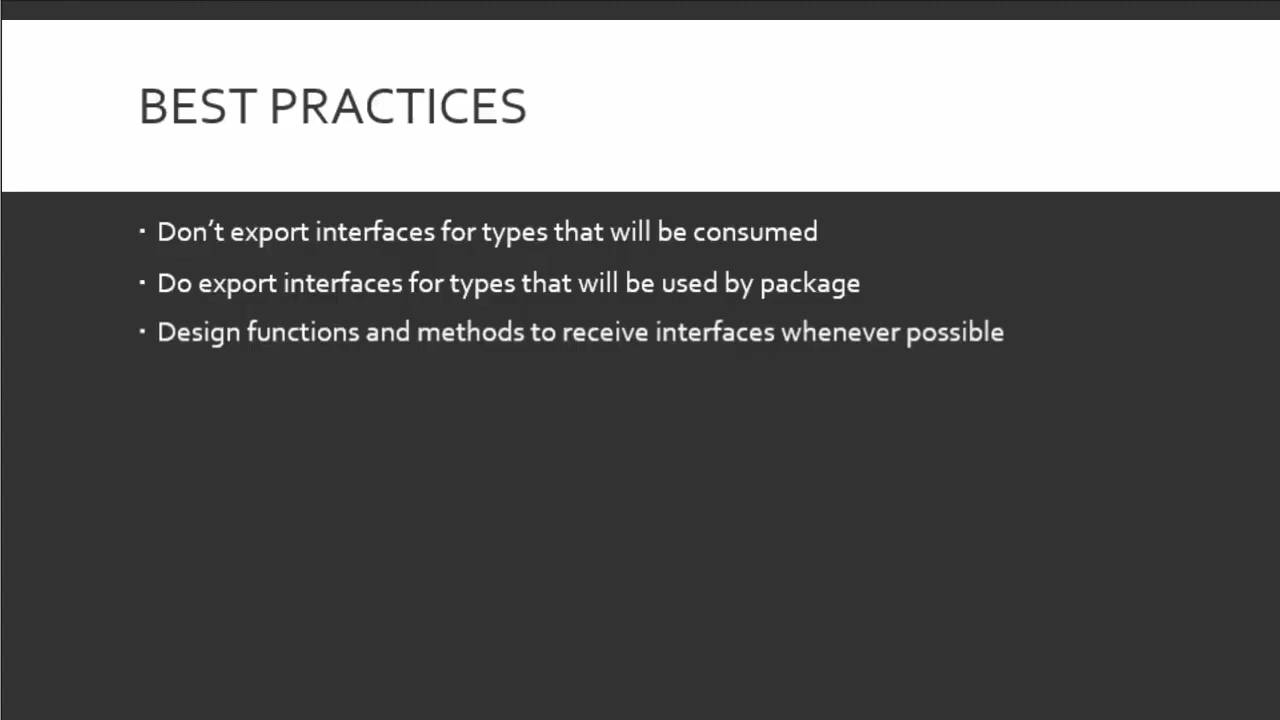 BEST PRACTICES
· Don’t export interfaces for types that will be consumed
· Do export interfaces for types that will be used by package
· Design functions and methods to receive interfaces whenever possible